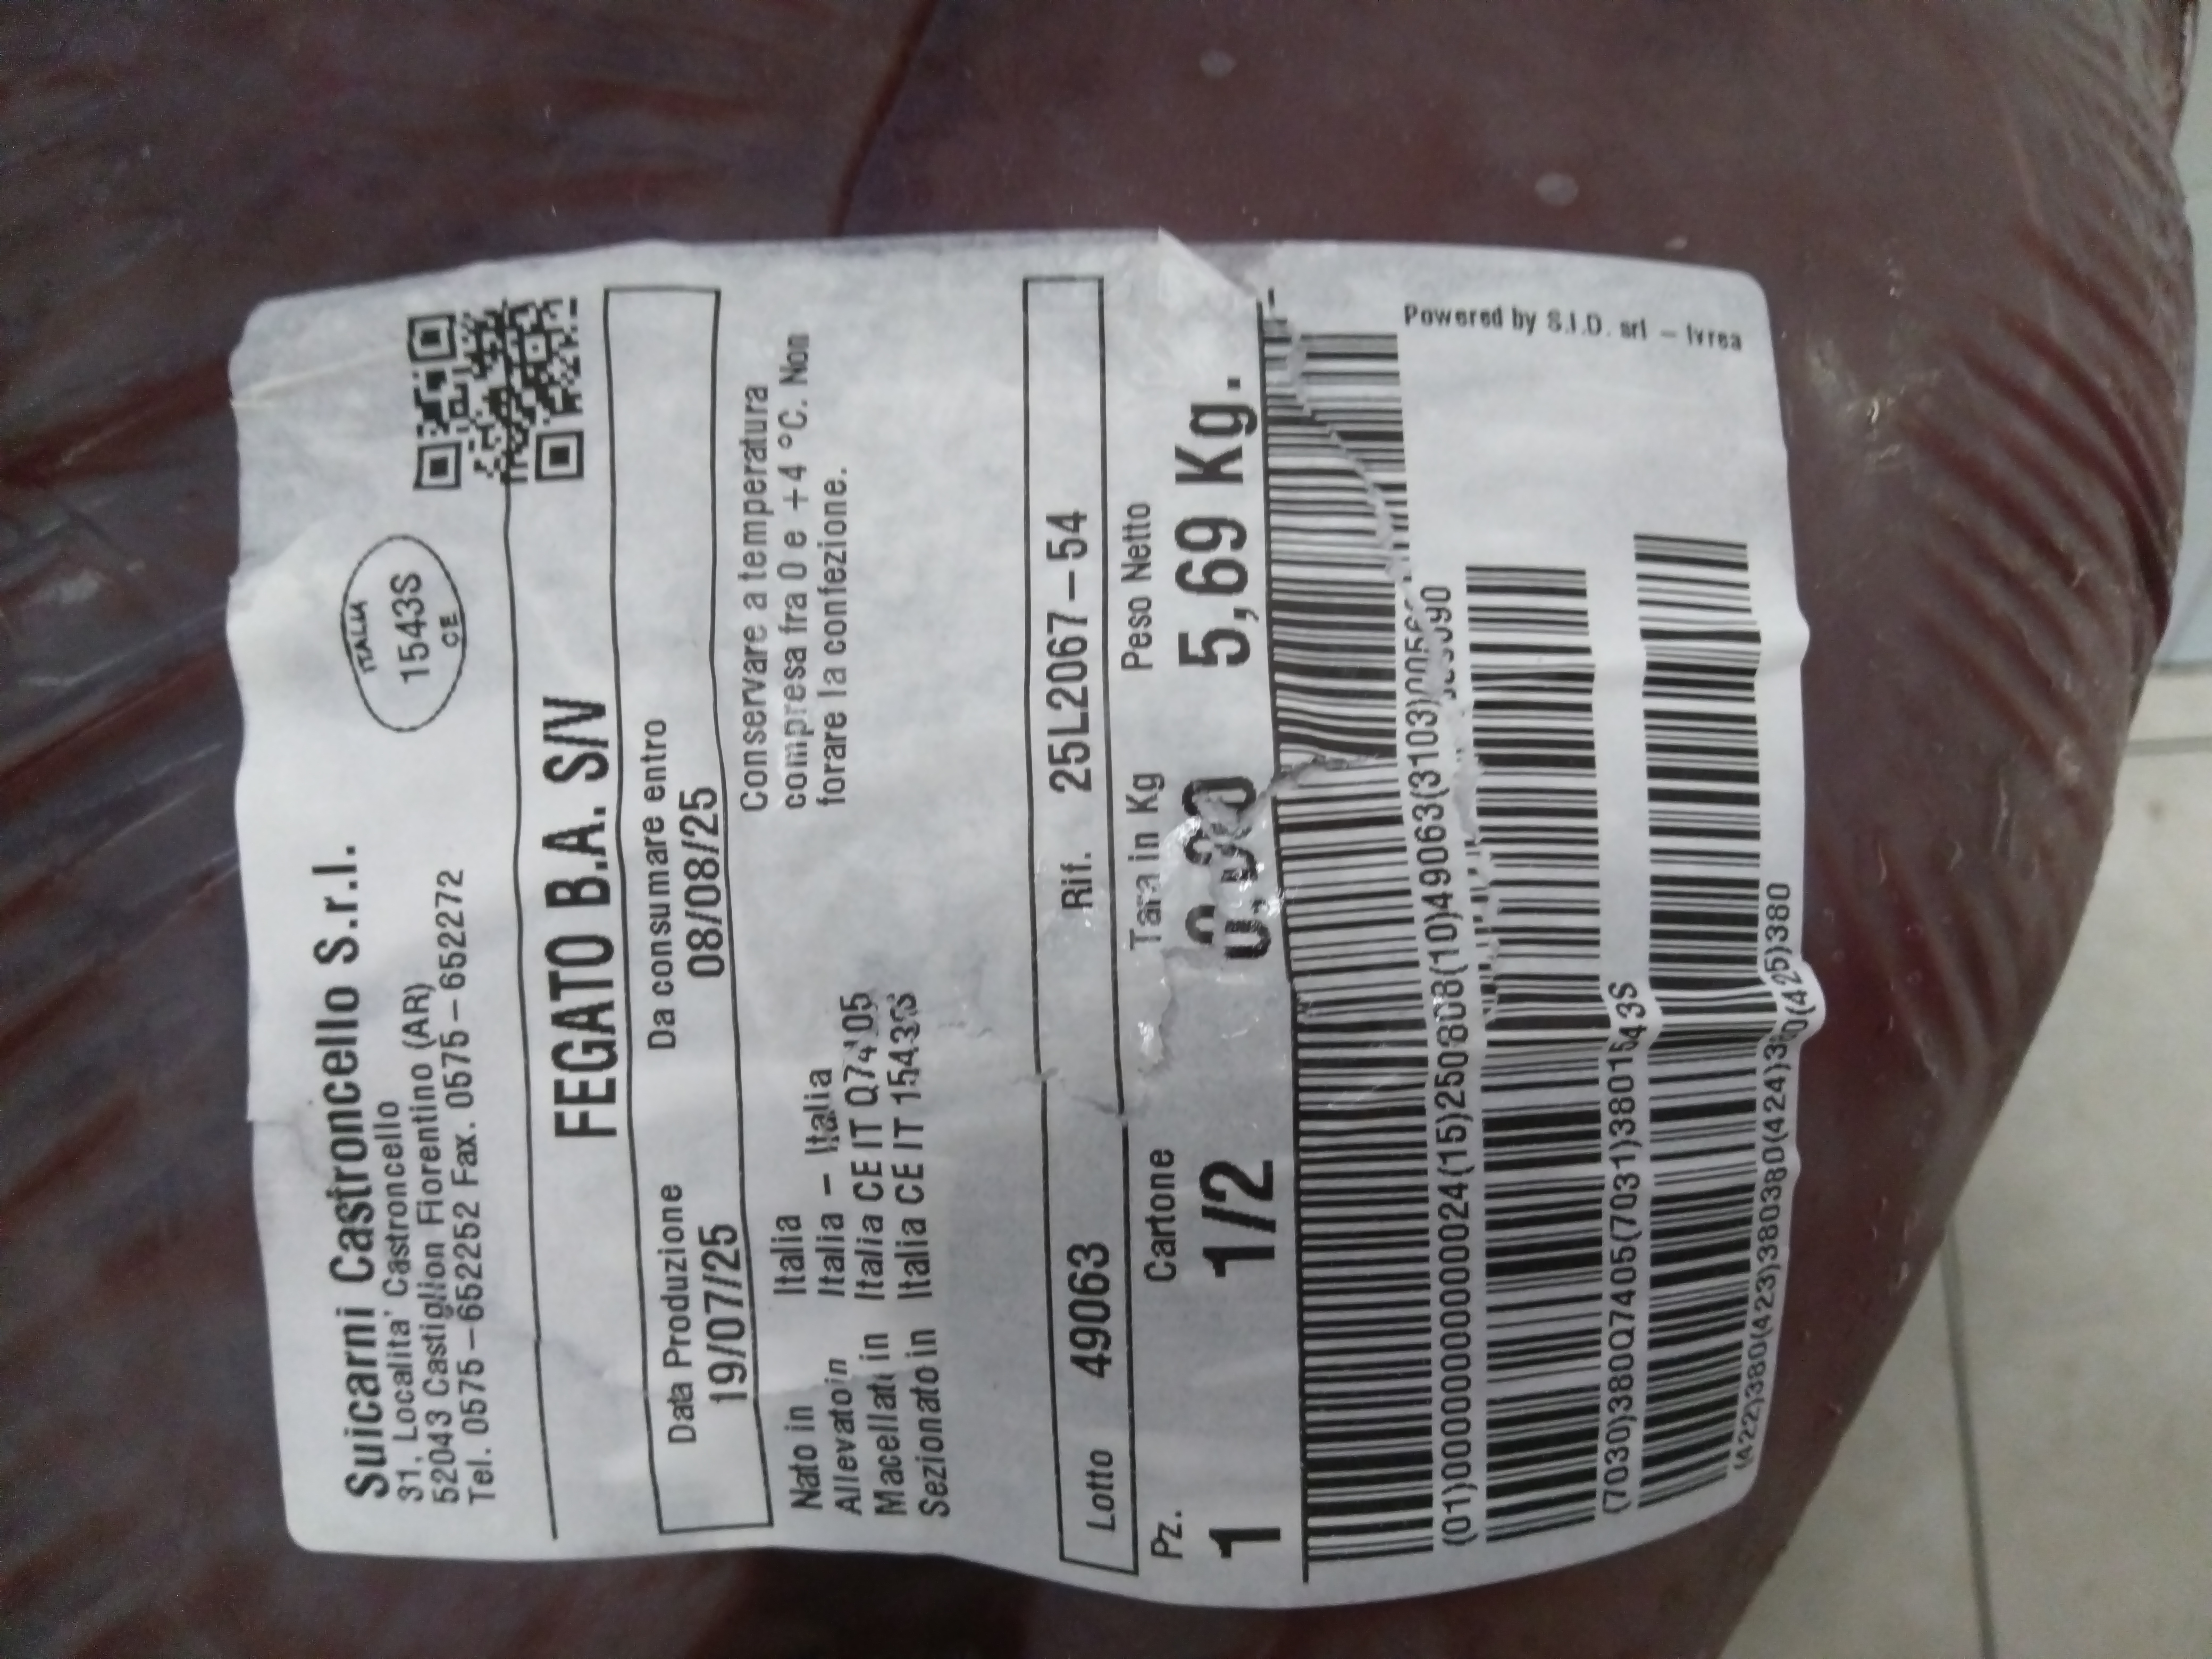 Suicarni Castroncello S.r.l.
31, Localita' Castroncello
52043 Castiglion Fiorentino (AR)
Tel. 0575-652252 Fax. 0575-652272
ITALIA
1543S
CE
FEGATO B.A. S/V
Data Produzione Da consumare entro
19/07/25 08/08/25
Nato in Italia
Allevato in Italia - Italia
Macellato in Italia CE IT Q7405
Sezionato in Italia CE IT 1543S
Conservare a temperatura
compresa fra 0 e +4 °C. Non
forare la confezione.
Lotto 49063 Rif. 25L2067-54
Pz. Cartone Tara in Kg Peso Netto
1 1/2 5,69 Kg.
(7030)380Q7405(7031)3801543S
Powered by S.I.D. srl - Ivrea